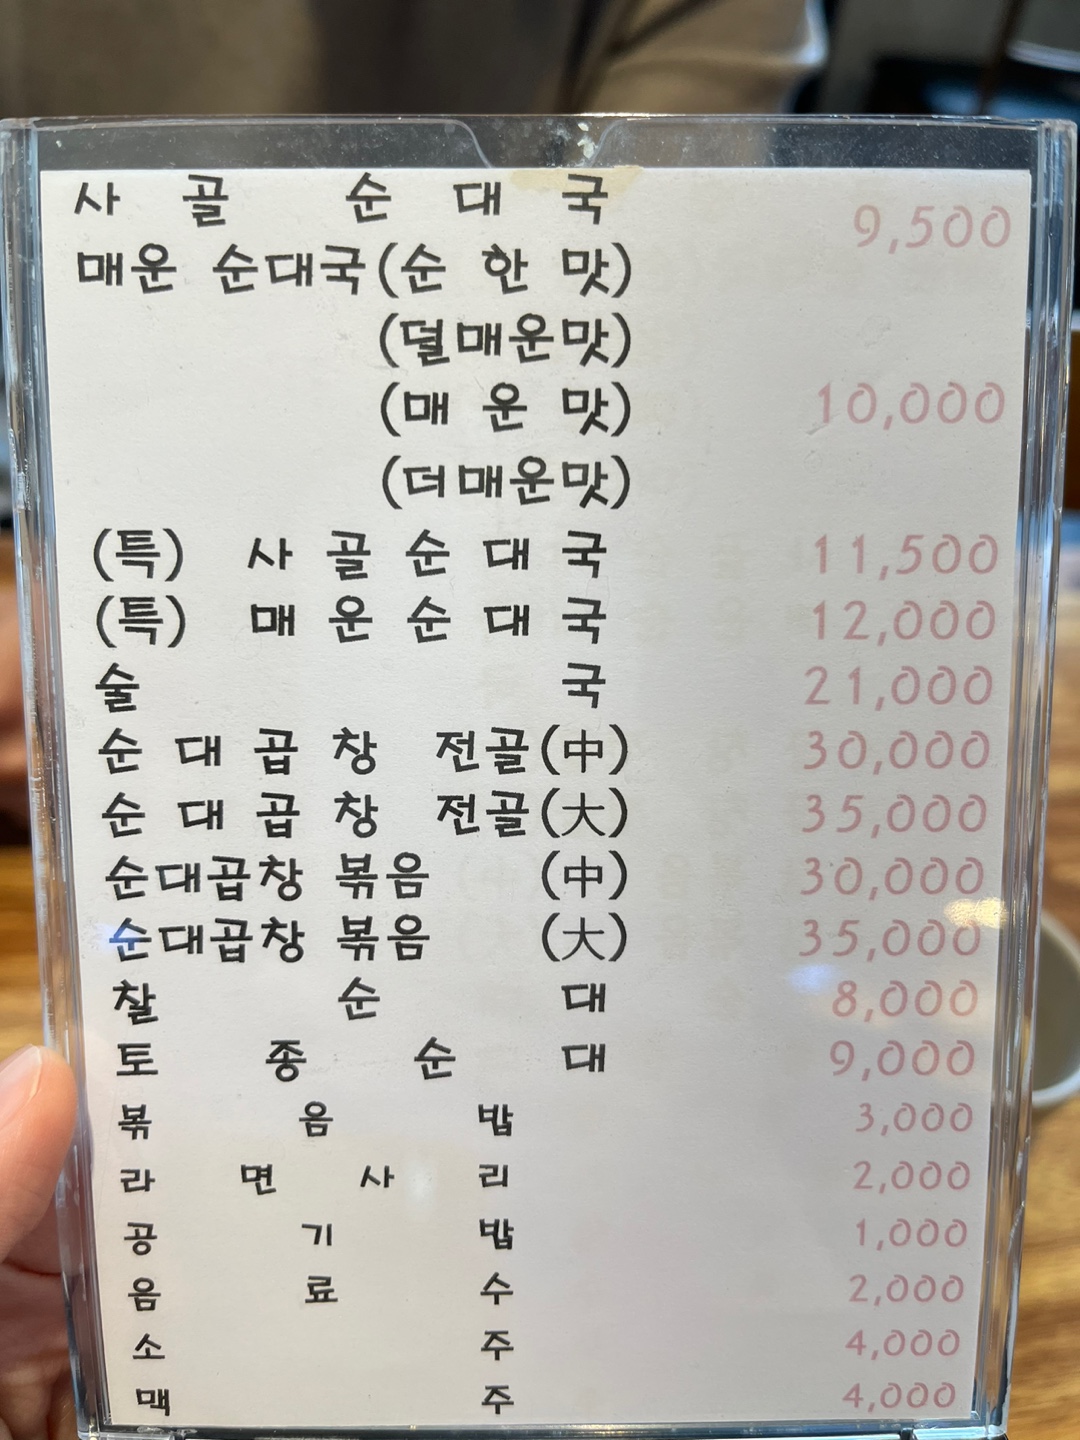 사골 순대국 9,500
매운 순대국(순한맛)
(덜매운맛)
(매운맛) 10,000
(더매운맛)
(특) 사골순대국 11,500
(특) 매운순대국 12,000
술국 21,000
순대곱창 전골(中) 30,000
순대곱창 전골(大) 35,000
순대곱창 볶음 (中) 30,000
순대곱창 볶음 (大) 35,000
찰순대 8,000
토종순대 9,000
볶음밥 3,000
라면사리 2,000
공기밥 1,000
음료수 2,000
소주 4,000
맥주 4,000